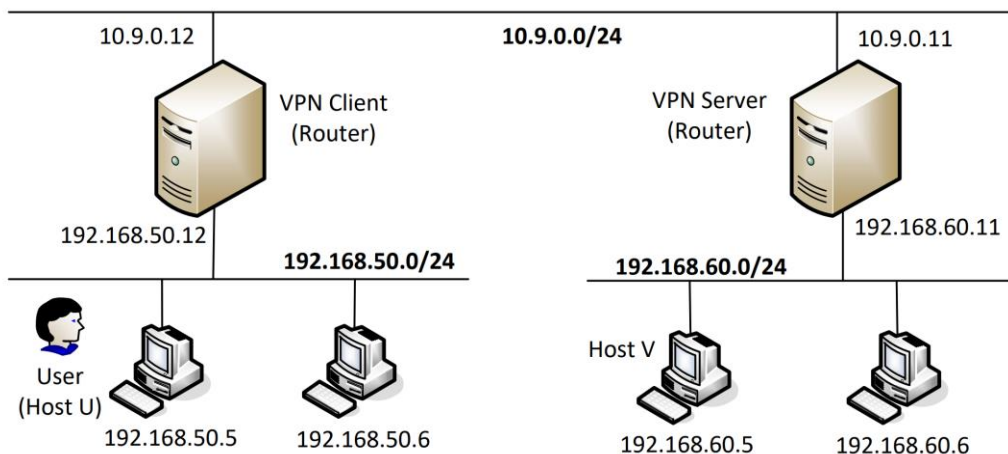 10.9.0.12
10.9.0.0/24
10.9.0.11
VPN Client
(Router)
VPN Server
(Router)
192.168.50.12
192.168.60.11
192.168.50.0/24
192.168.60.0/24
User
(Host U)
Host V
192.168.50.5
192.168.50.6
192.168.60.5
192.168.60.6